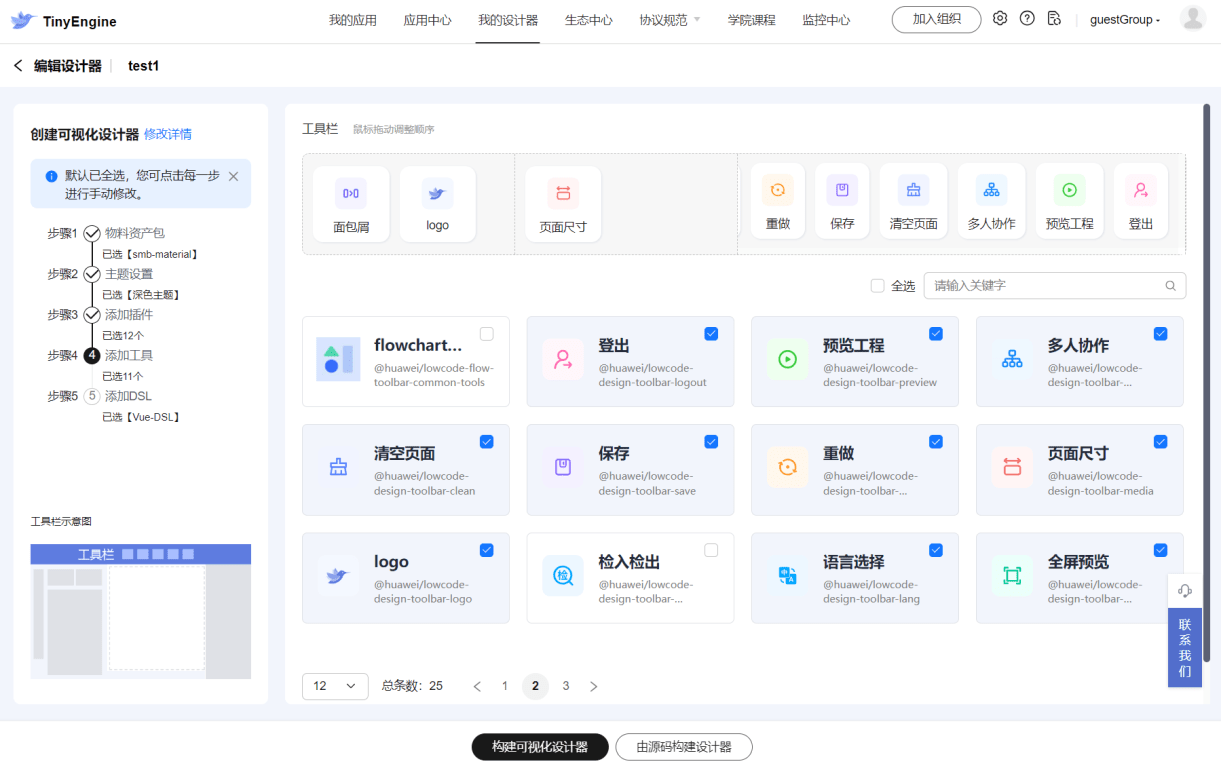 TinyEngine
我的应用
应用中心
我的设计器
生态中心
协议规范
学院课程
监控中心
加入组织
guestGroup
编辑设计器
test1
创建可视化设计器 修改详情
默认已全选，您可点击每一步
进行手动修改。
步骤1 物料资产包
已选【smb-material】
步骤2 主题设置
已选【深色主题】
步骤3 添加插件
已选12个
步骤4 4 添加工具
已选11个
步骤5 5 添加DSL
已选【Vue-DSL】
工具栏示意图
工具栏
工具栏 鼠标拖动调整顺序
面包屑
logo
页面尺寸
重做
保存
清空页面
多人协作
预览工程
登出
全选
请输入关键字
flowchart...
@huawei/lowcode-flow-
toolbar-common-tools
登出
@huawei/lowcode-
design-toolbar-logout
预览工程
@huawei/lowcode-
design-toolbar-preview
多人协作
@huawei/lowcode-
design-toolbar-...
清空页面
@huawei/lowcode-
design-toolbar-clean
保存
@huawei/lowcode-
design-toolbar-save
重做
@huawei/lowcode-
design-toolbar-...
页面尺寸
@huawei/lowcode-
design-toolbar-media
logo
@huawei/lowcode-
design-toolbar-logo
检
检入检出
@huawei/lowcode-
design-toolbar-...
中
A
语言选择
@huawei/lowcode-
design-toolbar-lang
全屏预览
@huawei/lowcode-
design-toolbar-...
联
系
我
们
12
总条数：25
1
2
3
构建可视化设计器
由源码构建设计器